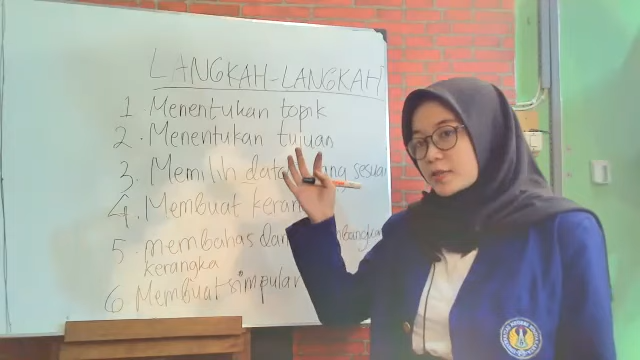 LANGKAH-LANGKAH
1. Menentukan topik
2. Menentukan tujuan
3. Memilih data sesuai
4. Membuat
5. membahas dan
kerangka
6. Membuat simpulan